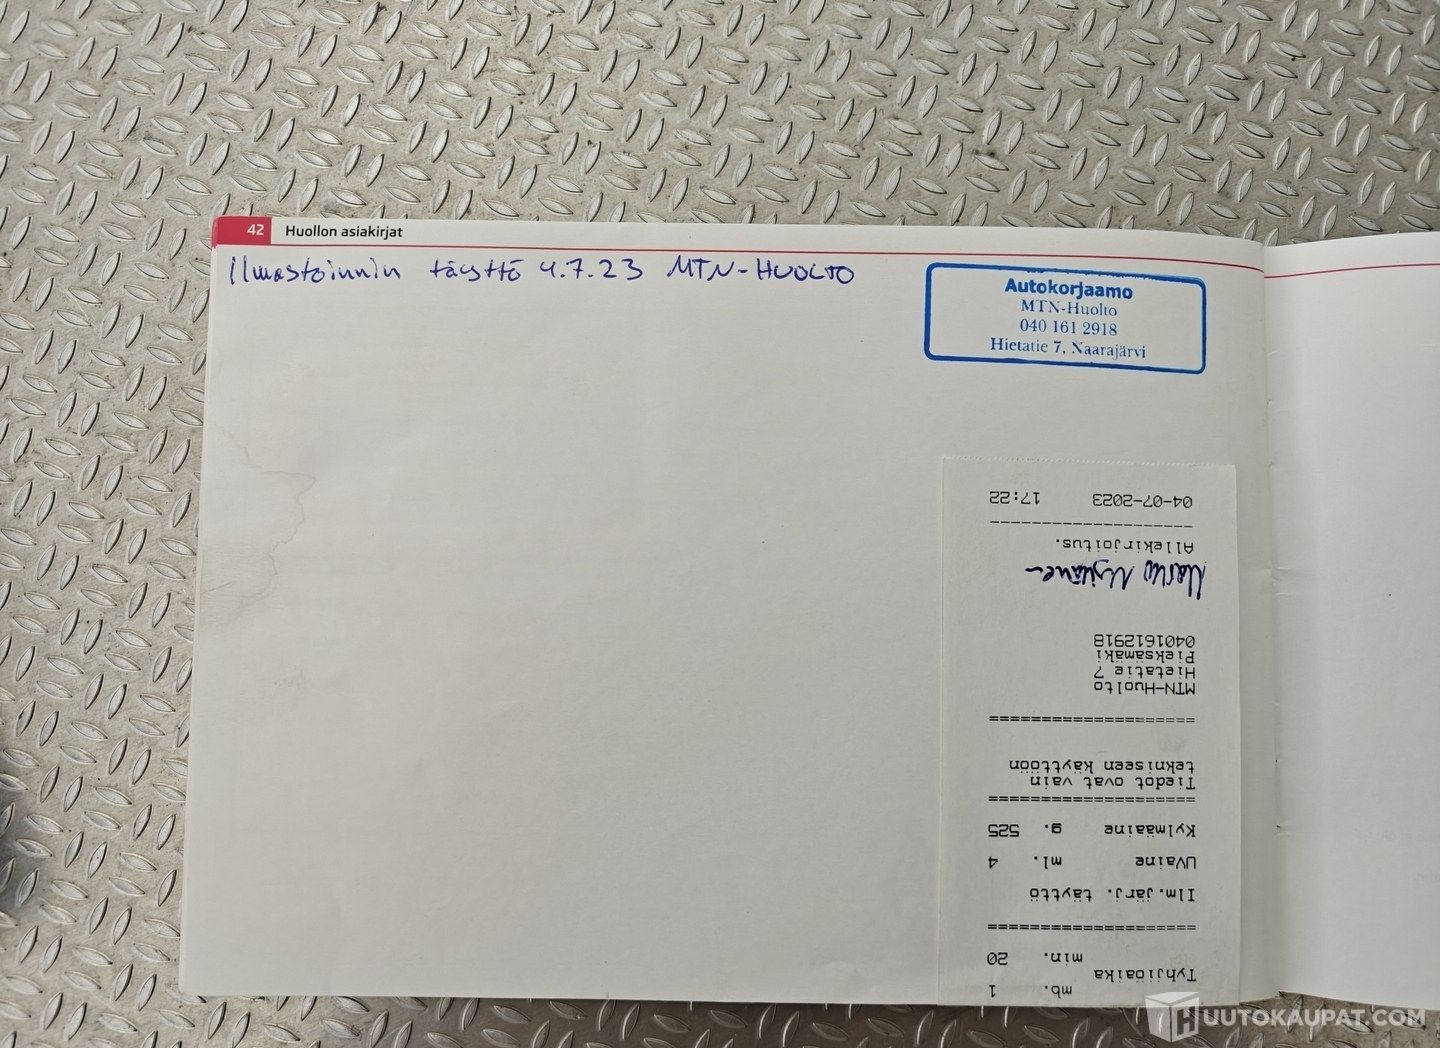 42 Huollon asiakirjat
Ilmastoinnin täyttö 4.7.23 MTN-HUOLTO
Autokorjaamo
MTN-Huolto
040 161 2918
Hietatie 7, Naarajärvi
Tyhjiöaika mb. 1
min. 20
====================
Ilm.järj. täyttö
UVaine ml. 4
Kylmäaine g. 525
====================
Tiedot ovat vain
tekniseen käyttöön
====================
MTN-Huolto
Hietatie 7
Pieksämäki
0401612918
Allekirjoitus.
--------------------
04-07-2023 17:22
HUUTOKAUPAT.COM